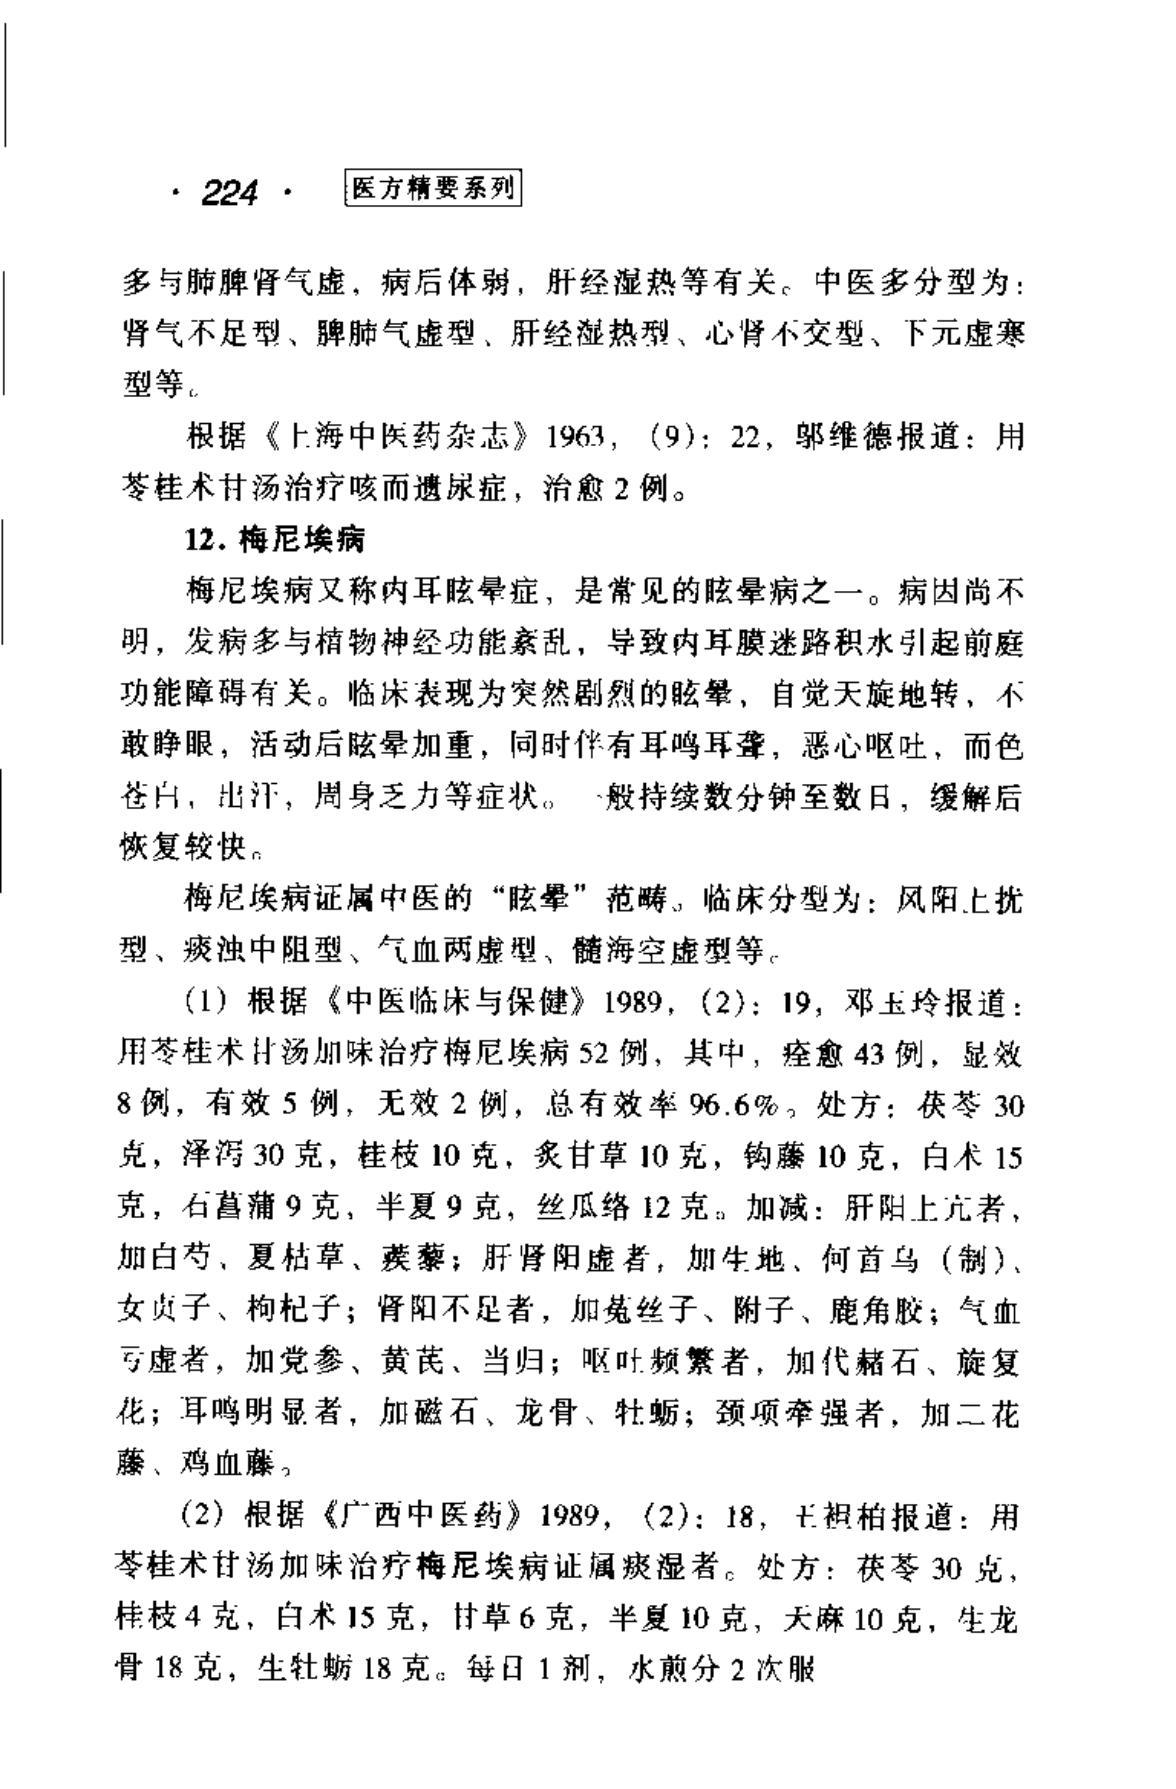 · 224 · 医方精要系列
多与肺脾肾气虚，病后体弱，肝经湿热等有关。中医多分型为：
肾气不足型、脾肺气虚型、肝经湿热型、心肾不交型、下元虚寒
型等。
根据《上海中医药杂志》1963，（9）：22，邬维德报道：用
苓桂术甘汤治疗咳而遗尿症，治愈 2 例。
12. 梅尼埃病
梅尼埃病又称内耳眩晕症，是常见的眩晕病之一。病因尚不
明，发病多与植物神经功能紊乱，导致内耳膜迷路积水引起前庭
功能障碍有关。临床表现为突然剧烈的眩晕，自觉天旋地转，不
敢睁眼，活动后眩晕加重，同时伴有耳鸣耳聋，恶心呕吐，面色
苍白，出汗，周身乏力等症状。一般持续数分钟至数日，缓解后
恢复较快。
梅尼埃病证属中医的“眩晕”范畴。临床分型为：风阳上扰
型、痰浊中阻型、气血两虚型、髓海空虚型等。
（1）根据《中医临床与保健》1989，（2）：19，邓玉玲报道：
用苓桂术甘汤加味治疗梅尼埃病 52 例，其中，痊愈 43 例，显效
8 例，有效 5 例，无效 2 例，总有效率 96.6%。处方：茯苓 30
克，泽泻 30 克，桂枝 10 克，炙甘草 10 克，钩藤 10 克，白术 15
克，石菖蒲 9 克，半夏 9 克，丝瓜络 12 克。加减：肝阳上亢者，
加白芍、夏枯草、蒺藜；肝肾阳虚者，加生地、何首乌（制）、
女贞子、枸杞子；肾阳不足者，加菟丝子、附子、鹿角胶；气血
亏虚者，加党参、黄芪、当归；呕吐频繁者，加代赭石、旋复
花；耳鸣明显者，加磁石、龙骨、牡蛎；颈项牵强者，加二花
藤、鸡血藤。
（2）根据《广西中医药》1989，（2）：18，柏报道：用
苓桂术甘汤加味治疗梅尼埃病证属痰湿者。处方：茯苓 30 克，
桂枝 4 克，白术 15 克，甘草 6 克，半夏 10 克，天麻 10 克，生龙
骨 18 克，生牡蛎 18 克。每日 1 剂，水煎分 2 次服